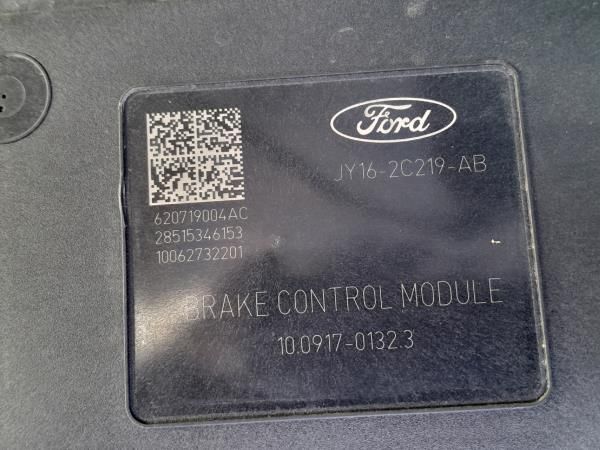 Ford
JY16-2C219-AB
620719004AC
28515346153
10062732201
BRAKE CONTROL MODULE
10.0917-0132.3